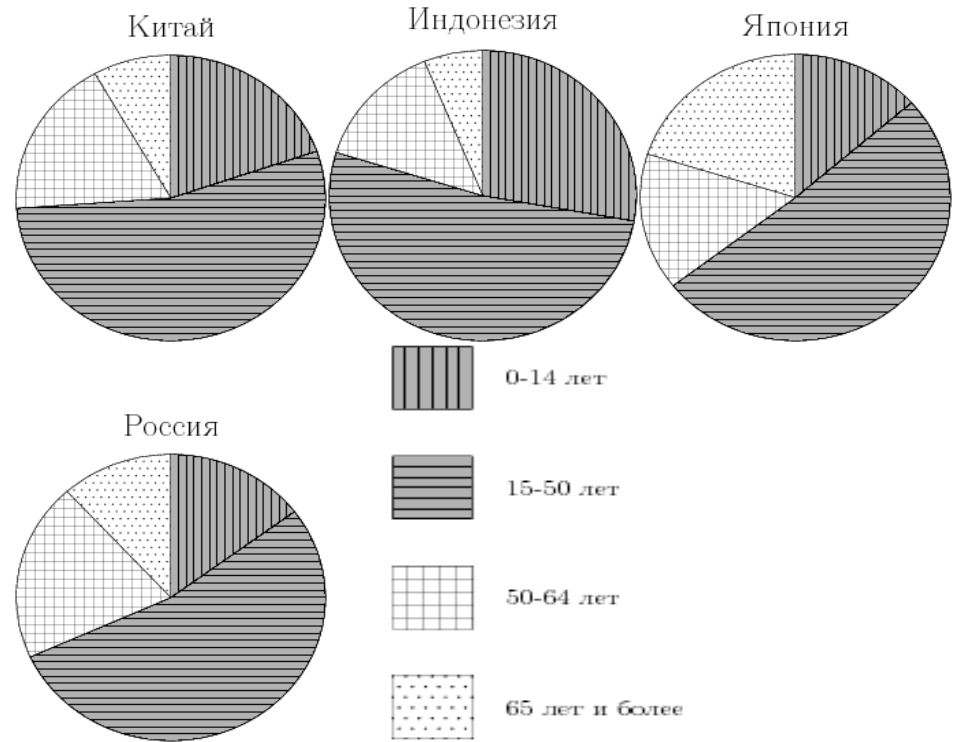 Китай
Индонезия
Япония
0-14 лет
Россия
15-50 лет
50-64 лет
65 лет и более